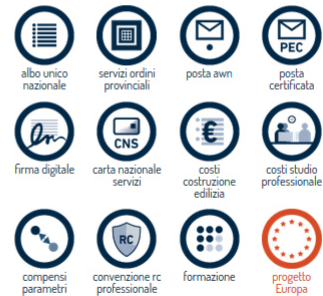 albo unico
nazionale
servizi ordini
provinciali
posta awn
PEC
posta
certificata
firma digitale
CNS
carta nazionale
servizi
€
costi
costruzione
edilizia
costi studio
professionale
compensi
parametri
RC
convenzione rc
professionale
formazione
progetto
Europa